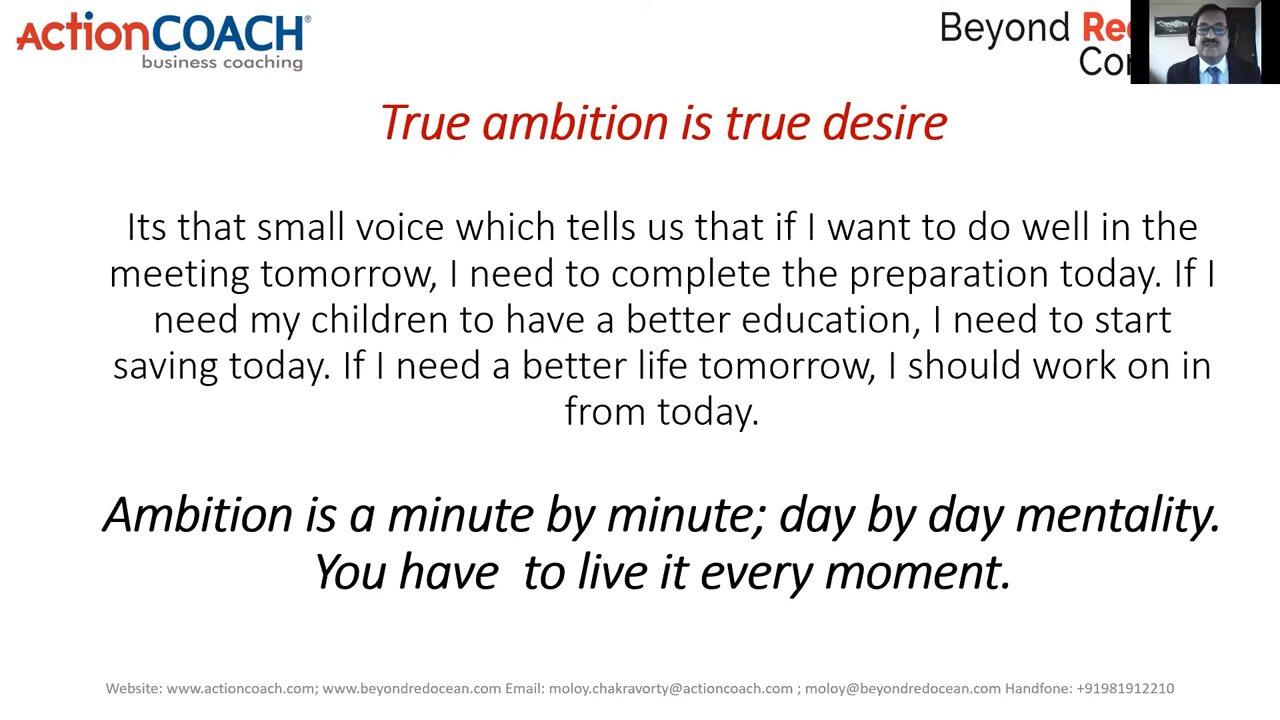 ACTIONCOACH®
business coaching
Beyond
True ambition is true desire
Its that small voice which tells us that if I want to do well in the
meeting tomorrow, I need to complete the preparation today. If I
need my children to have a better education, I need to start
saving today. If I need a better life tomorrow, I should work on in
from today.
Ambition is a minute by minute; day by day mentality.
You have to live it every moment.
Website: www.actioncoach.com; www.beyondredocean.com Email: moloy.chakravorty@actioncoach.com ; moloy@beyondredocean.com Handfone: +91981912210